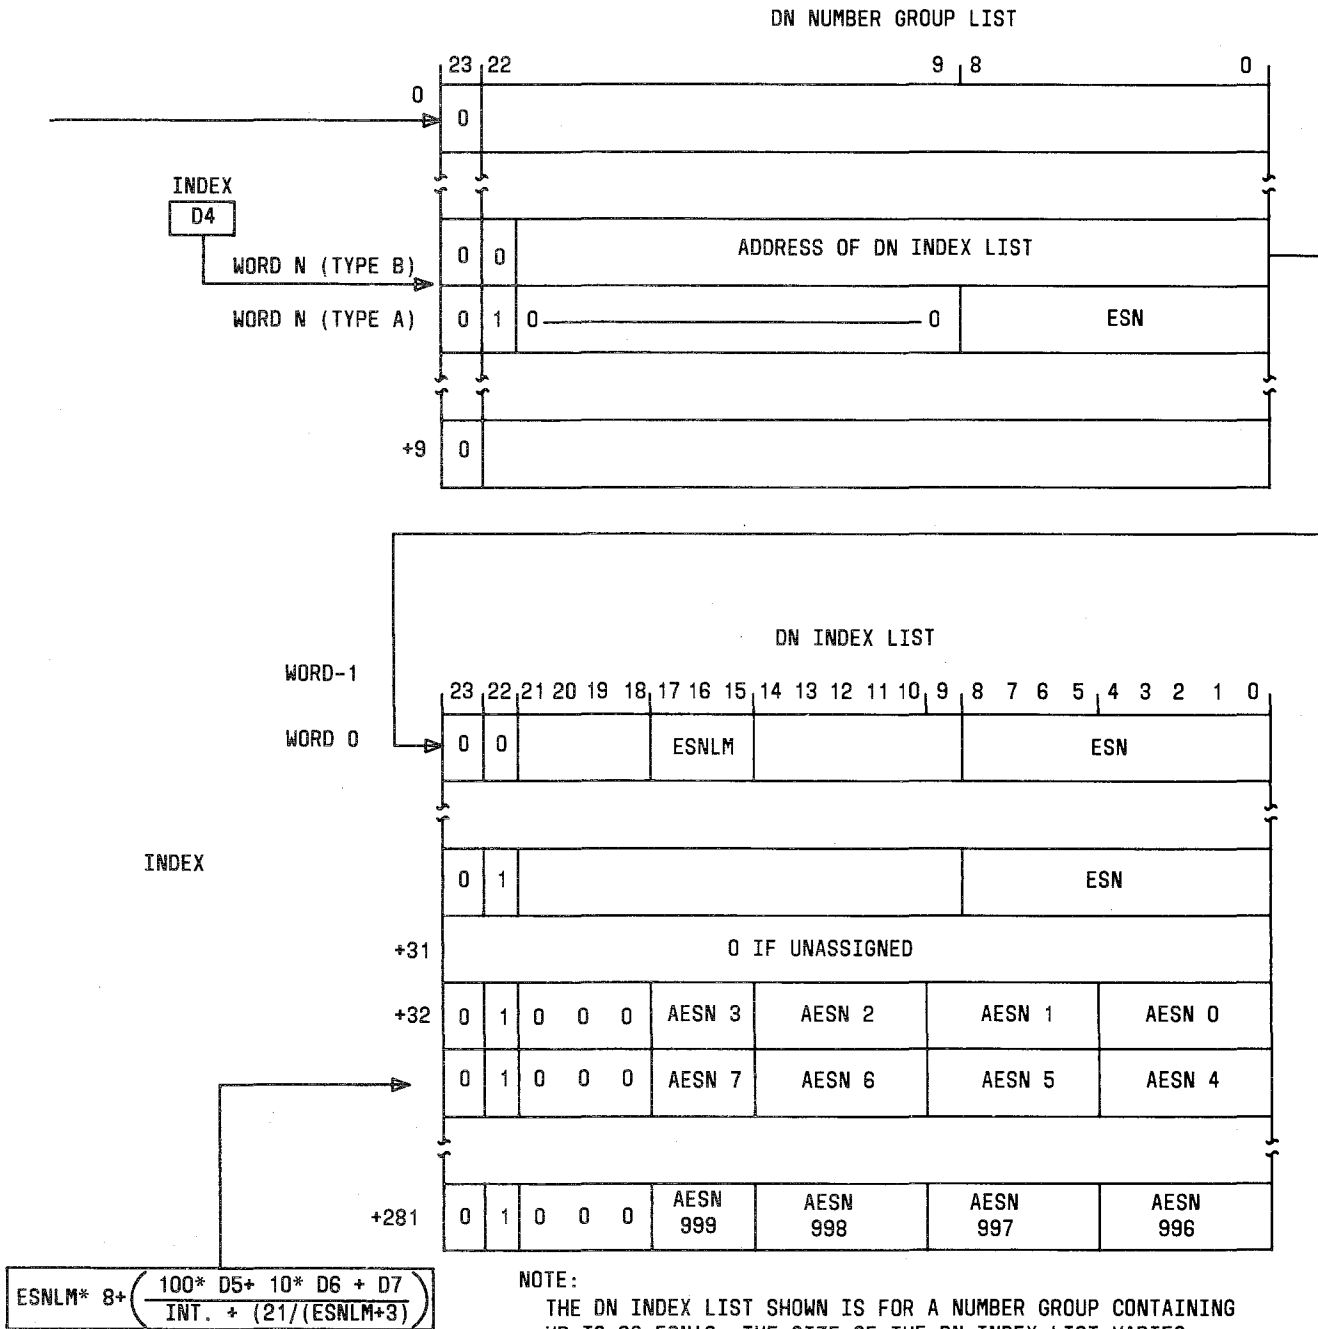 DN NUMBER GROUP LIST
23 22 9 8 0
0
0
INDEX
D4
WORD N (TYPE B) 0 0 ADDRESS OF DN INDEX LIST
WORD N (TYPE A) 0 1 0 0 ESN
+9 0
DN INDEX LIST
WORD-1
23 22 21 20 19 18 17 16 15 14 13 12 11 10 9 8 7 6 5 4 3 2 1 0
WORD 0 0 0 ESNLM ESN
INDEX
0 1 ESN
+31 0 IF UNASSIGNED
+32 0 1 0 0 0 AESN 3 AESN 2 AESN 1 AESN 0
0 1 0 0 0 AESN 7 AESN 6 AESN 5 AESN 4
+281 0 1 0 0 0 AESN 999 AESN 998 AESN 997 AESN 996
ESNLM* 8+(100* D5+ 10* D6 + D7
INT. + (21/(ESNLM+3))
NOTE:
THE DN INDEX LIST SHOWN IS FOR A NUMBER GROUP CONTAINING